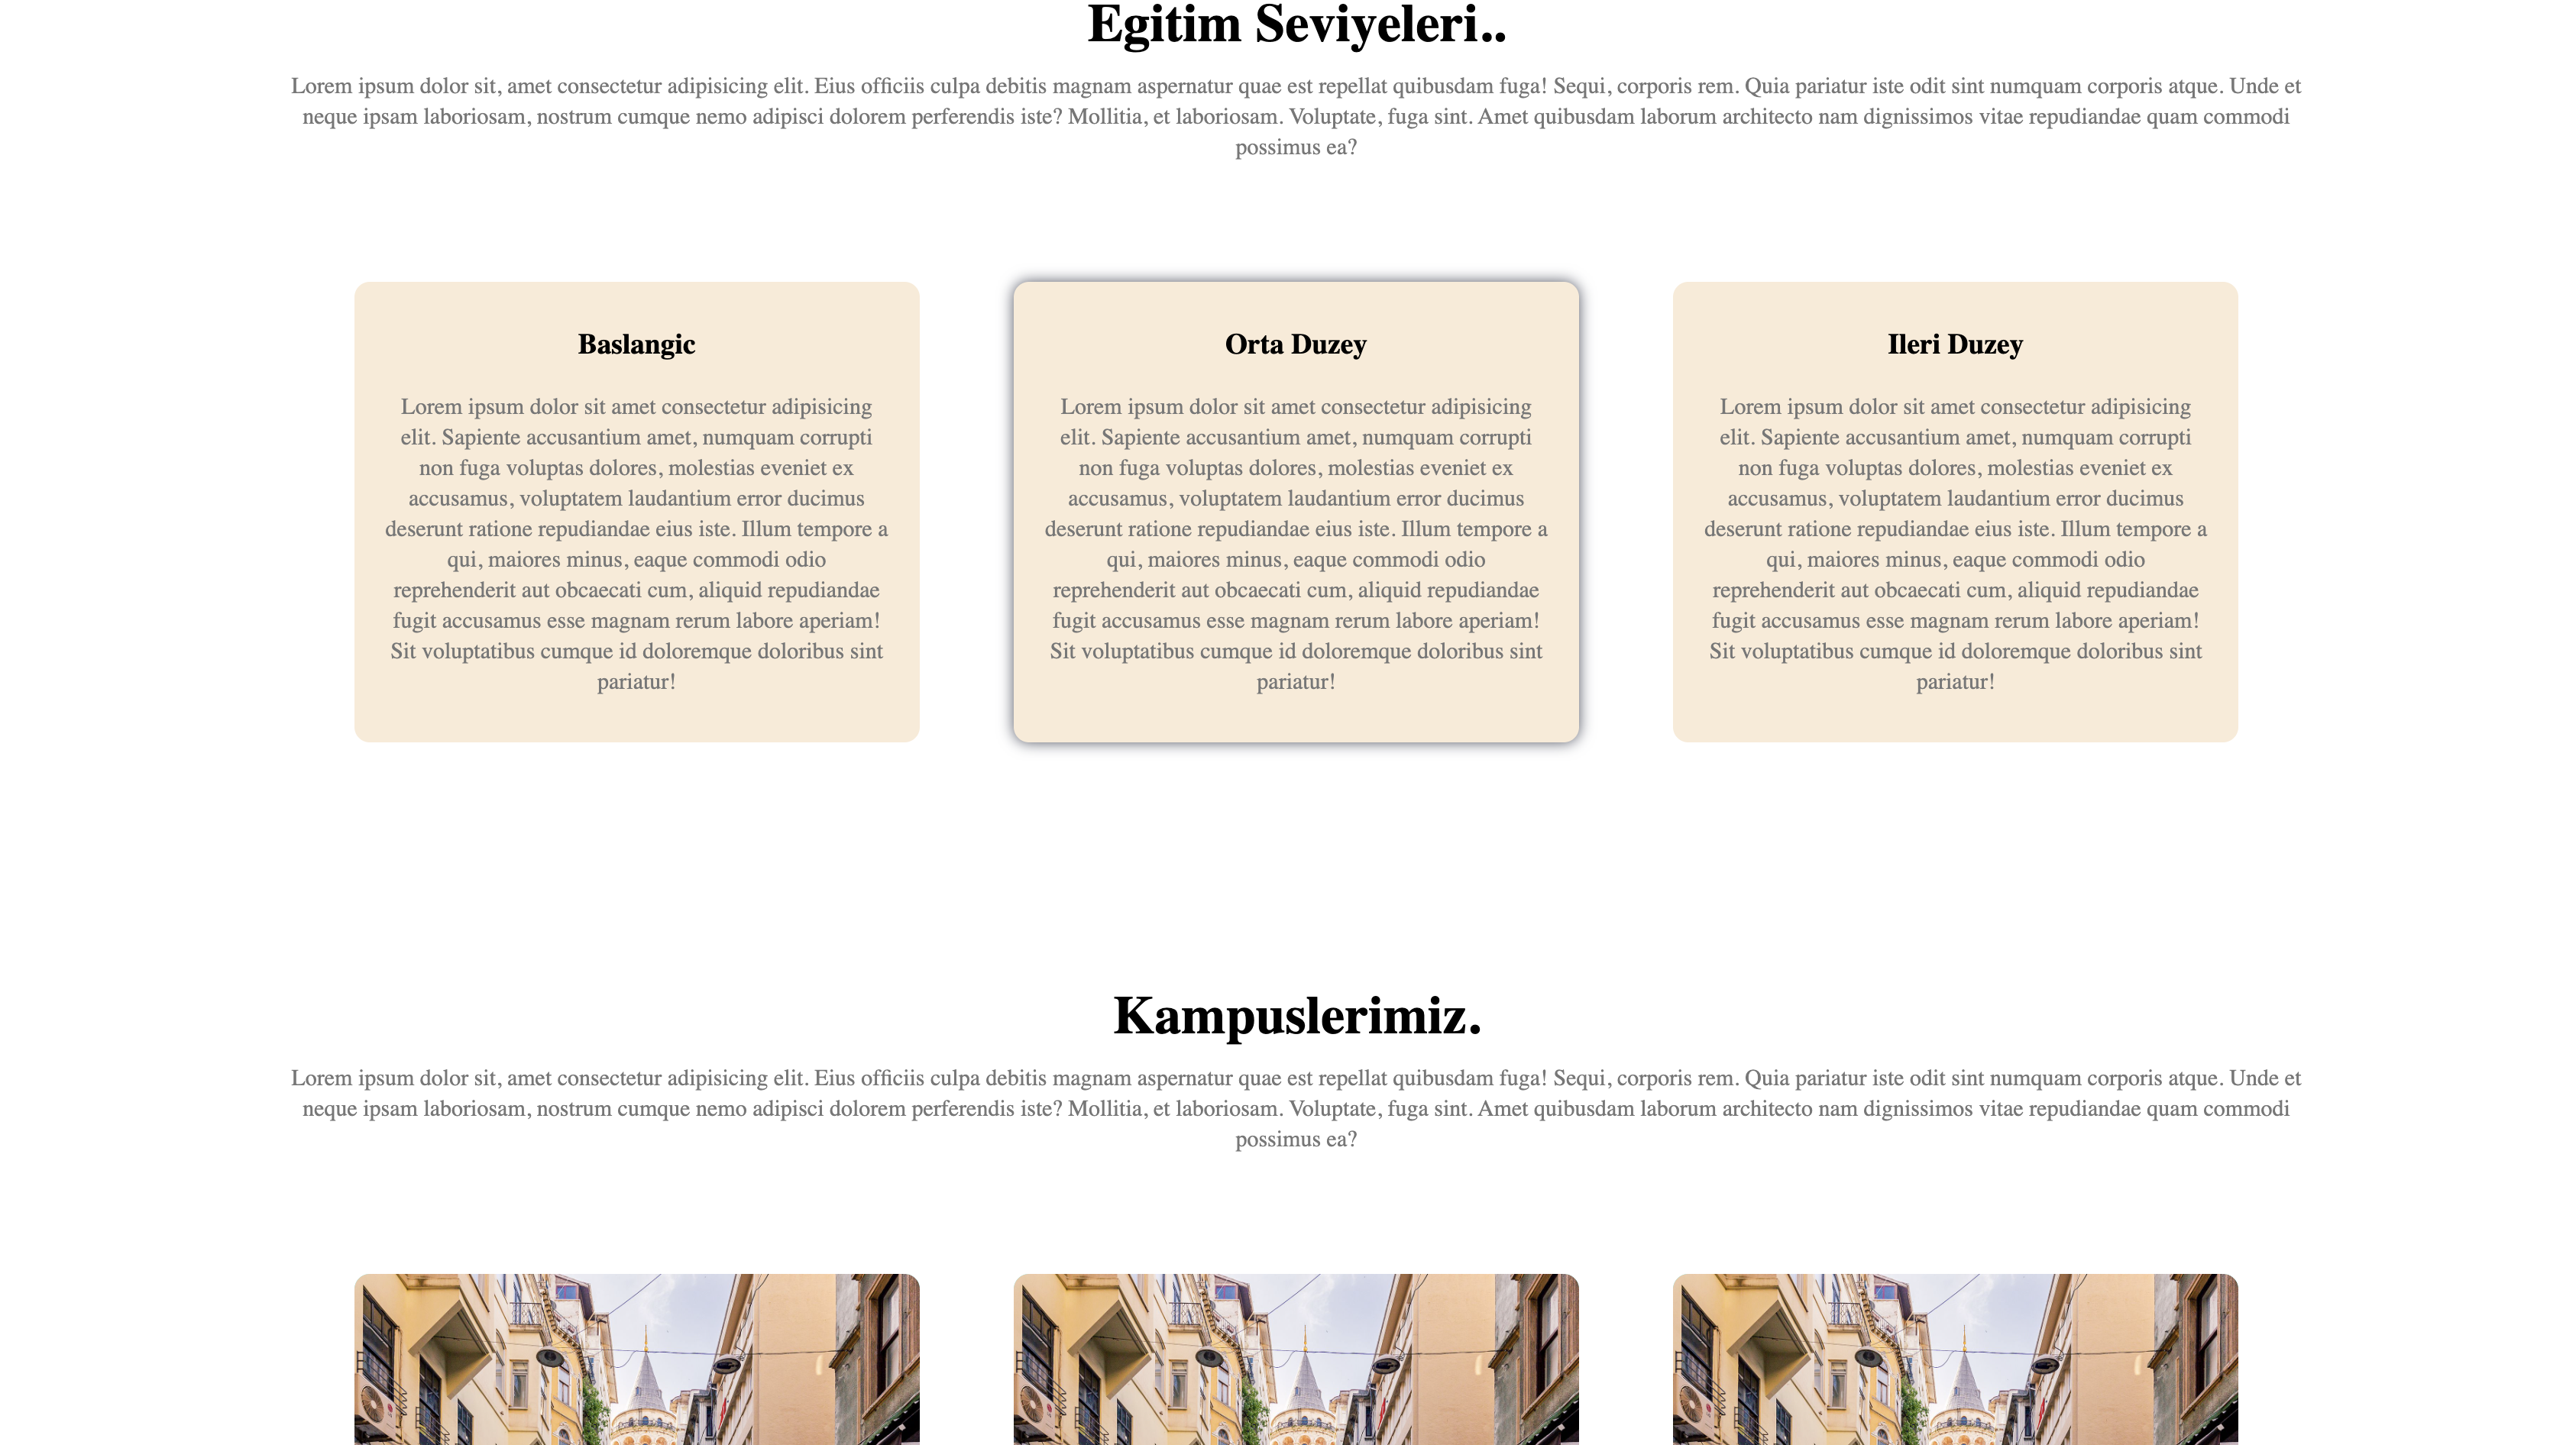 Egitim Seviyeleri..
Lorem ipsum dolor sit, amet consectetur adipisicing elit. Eius officiis culpa debitis magnam aspernatur quae est repellat quibusdam fuga! Sequi, corporis rem. Quia pariatur iste odit sint numquam corporis atque. Unde et
neque ipsam laboriosam, nostrum cumque nemo adipisci dolorem perferendis iste? Mollitia, et laboriosam. Voluptate, fuga sint. Amet quibusdam laborum architecto nam dignissimos vitae repudiandae quam commodi
possimus ea?
Baslangic
Lorem ipsum dolor sit amet consectetur adipisicing
elit. Sapiente accusantium amet, numquam corrupti
non fuga voluptas dolores, molestias eveniet ex
accusamus, voluptatem laudantium error ducimus
deserunt ratione repudiandae eius iste. Illum tempore a
qui, maiores minus, eaque commodi odio
reprehenderit aut obcaecati cum, aliquid repudiandae
fugit accusamus esse magnam rerum labore aperiam!
Sit voluptatibus cumque id doloremque doloribus sint
pariatur!
Orta Duzey
Lorem ipsum dolor sit amet consectetur adipisicing
elit. Sapiente accusantium amet, numquam corrupti
non fuga voluptas dolores, molestias eveniet ex
accusamus, voluptatem laudantium error ducimus
deserunt ratione repudiandae eius iste. Illum tempore a
qui, maiores minus, eaque commodi odio
reprehenderit aut obcaecati cum, aliquid repudiandae
fugit accusamus esse magnam rerum labore aperiam!
Sit voluptatibus cumque id doloremque doloribus sint
pariatur!
Ileri Duzey
Lorem ipsum dolor sit amet consectetur adipisicing
elit. Sapiente accusantium amet, numquam corrupti
non fuga voluptas dolores, molestias eveniet ex
accusamus, voluptatem laudantium error ducimus
deserunt ratione repudiandae eius iste. Illum tempore a
qui, maiores minus, eaque commodi odio
reprehenderit aut obcaecati cum, aliquid repudiandae
fugit accusamus esse magnam rerum labore aperiam!
Sit voluptatibus cumque id doloremque doloribus sint
pariatur!
Kampuslerimiz.
Lorem ipsum dolor sit, amet consectetur adipisicing elit. Eius officiis culpa debitis magnam aspernatur quae est repellat quibusdam fuga! Sequi, corporis rem. Quia pariatur iste odit sint numquam corporis atque. Unde et
neque ipsam laboriosam, nostrum cumque nemo adipisci dolorem perferendis iste? Mollitia, et laboriosam. Voluptate, fuga sint. Amet quibusdam laborum architecto nam dignissimos vitae repudiandae quam commodi
possimus ea?